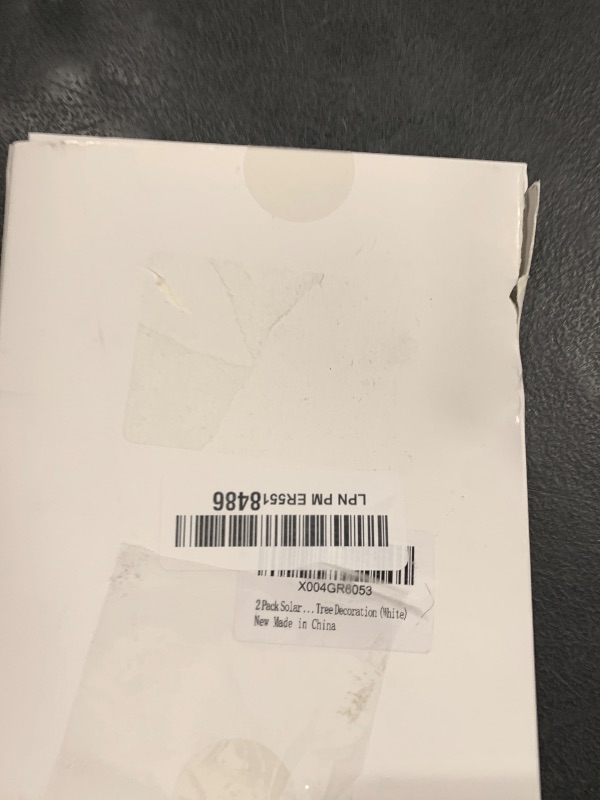 LPN PM ER5518486
X004GR6053
2 Pack Solar... Tree Decoration (White)
New Made in China